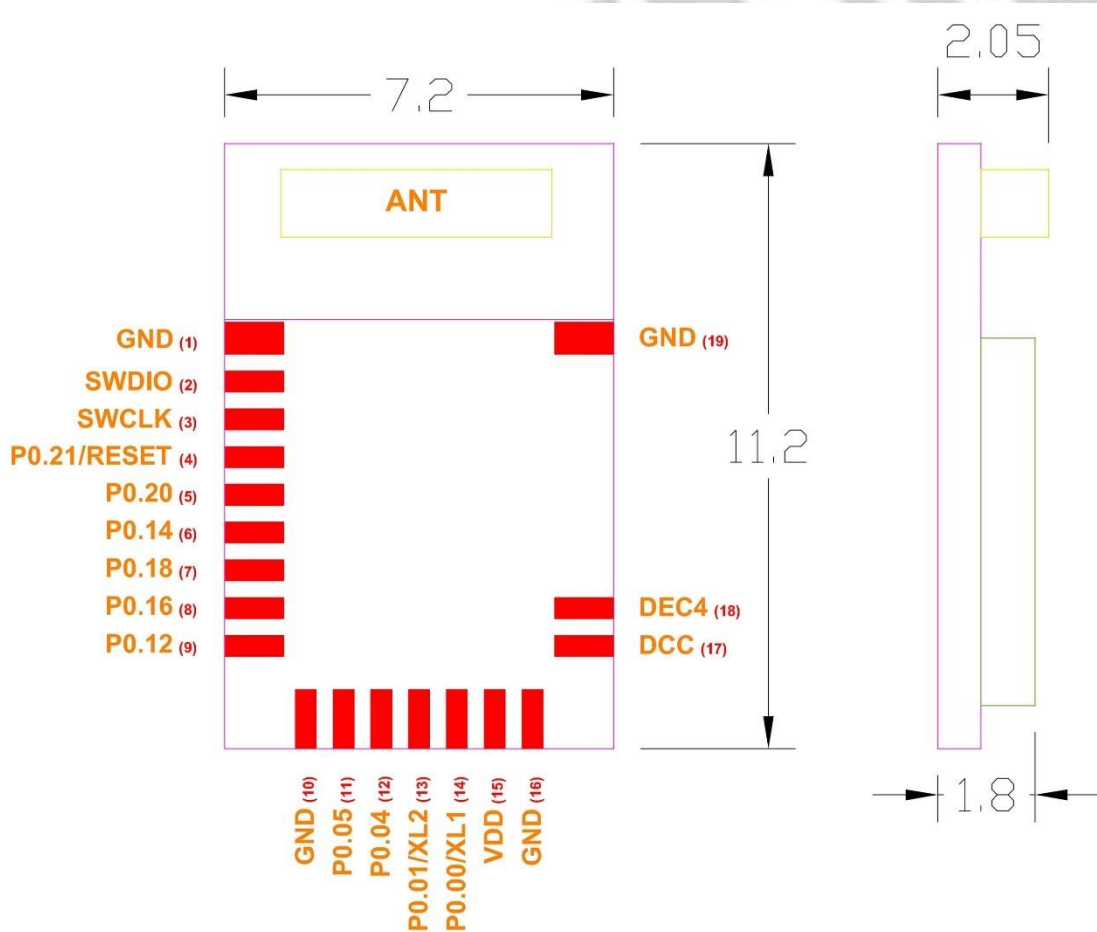 2.05
7.2
ANT
GND (1)
GND (19)
SWDIO (2)
SWCLK (3)
11.2
P0.21/RESET (4)
P0.20 (5)
P0.14 (6)
P0.18 (7)
P0.16 (8)
DEC4 (18)
P0.12 (9)
DCC (17)
1.8
GND (10)
P0.05 (11)
P0.04 (12)
P0.01/XL2 (13)
P0.00/XL1 (14)
VDD (15)
GND (16)